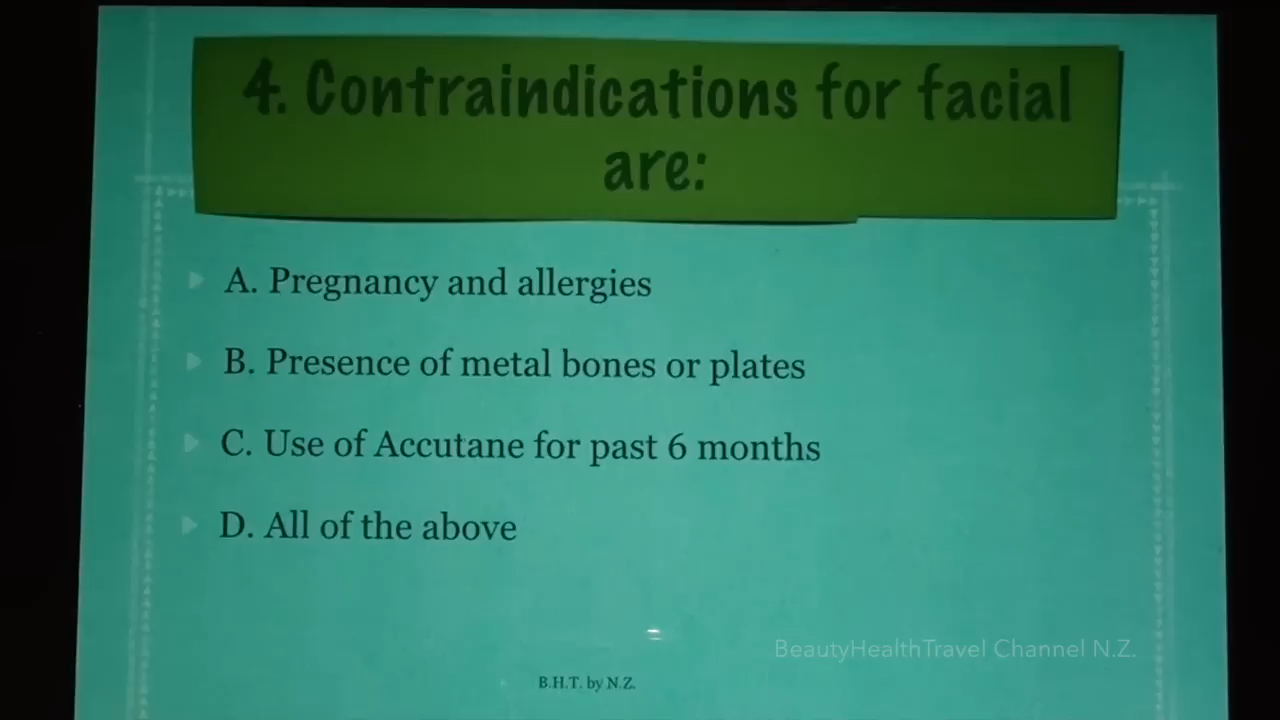 4. Contraindications for facial
are:
A. Pregnancy and allergies
B. Presence of metal bones or plates
C. Use of Accutane for past 6 months
D. All of the above
BeautyHealthTravel Channel N.Z.
B.H.T. by N.Z.